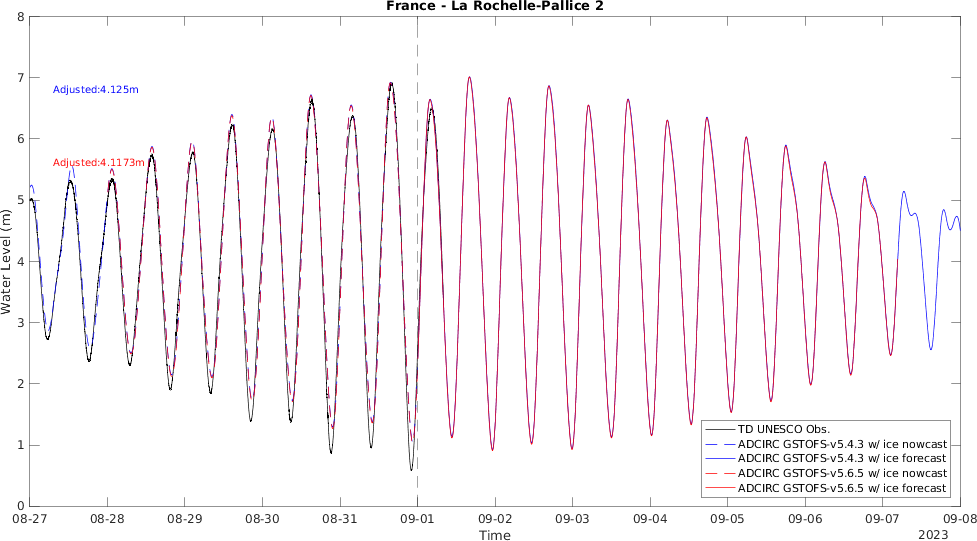 France - La Rochelle-Pallice 2
8
7
6
5
4
3
2
1
0
Water Level (m)
Adjusted:4.125m
Adjusted:4.1173m
TD UNESCO Obs.
ADCIRC GSTOFS-v5.4.3 w/ ice nowcast
ADCIRC GSTOFS-v5.4.3 w/ ice forecast
ADCIRC GSTOFS-v5.6.5 w/ ice nowcast
ADCIRC GSTOFS-v5.6.5 w/ ice forecast
08-27 08-28 08-29 08-30 08-31 09-01 09-02 09-03 09-04 09-05 09-06 09-07 09-08
Time
2023